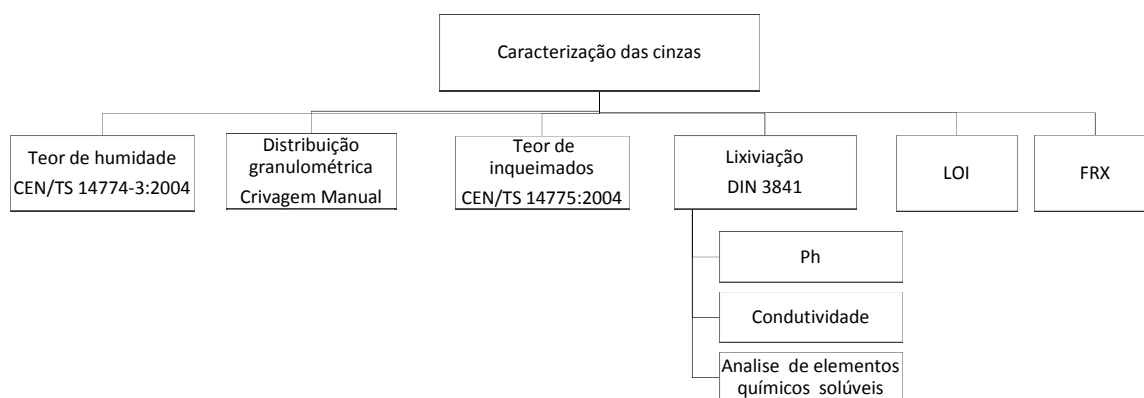 Caracterização das cinzas
Teor de humidade
CEN/TS 14774-3:2004
Distribuição
granulométrica
Crivagem Manual
Teor de
inqueimados
CEN/TS 14775:2004
Lixiviação
DIN 3841
LOI
FRX
Ph
Condutividade
Analise de elementos
químicos solúveis